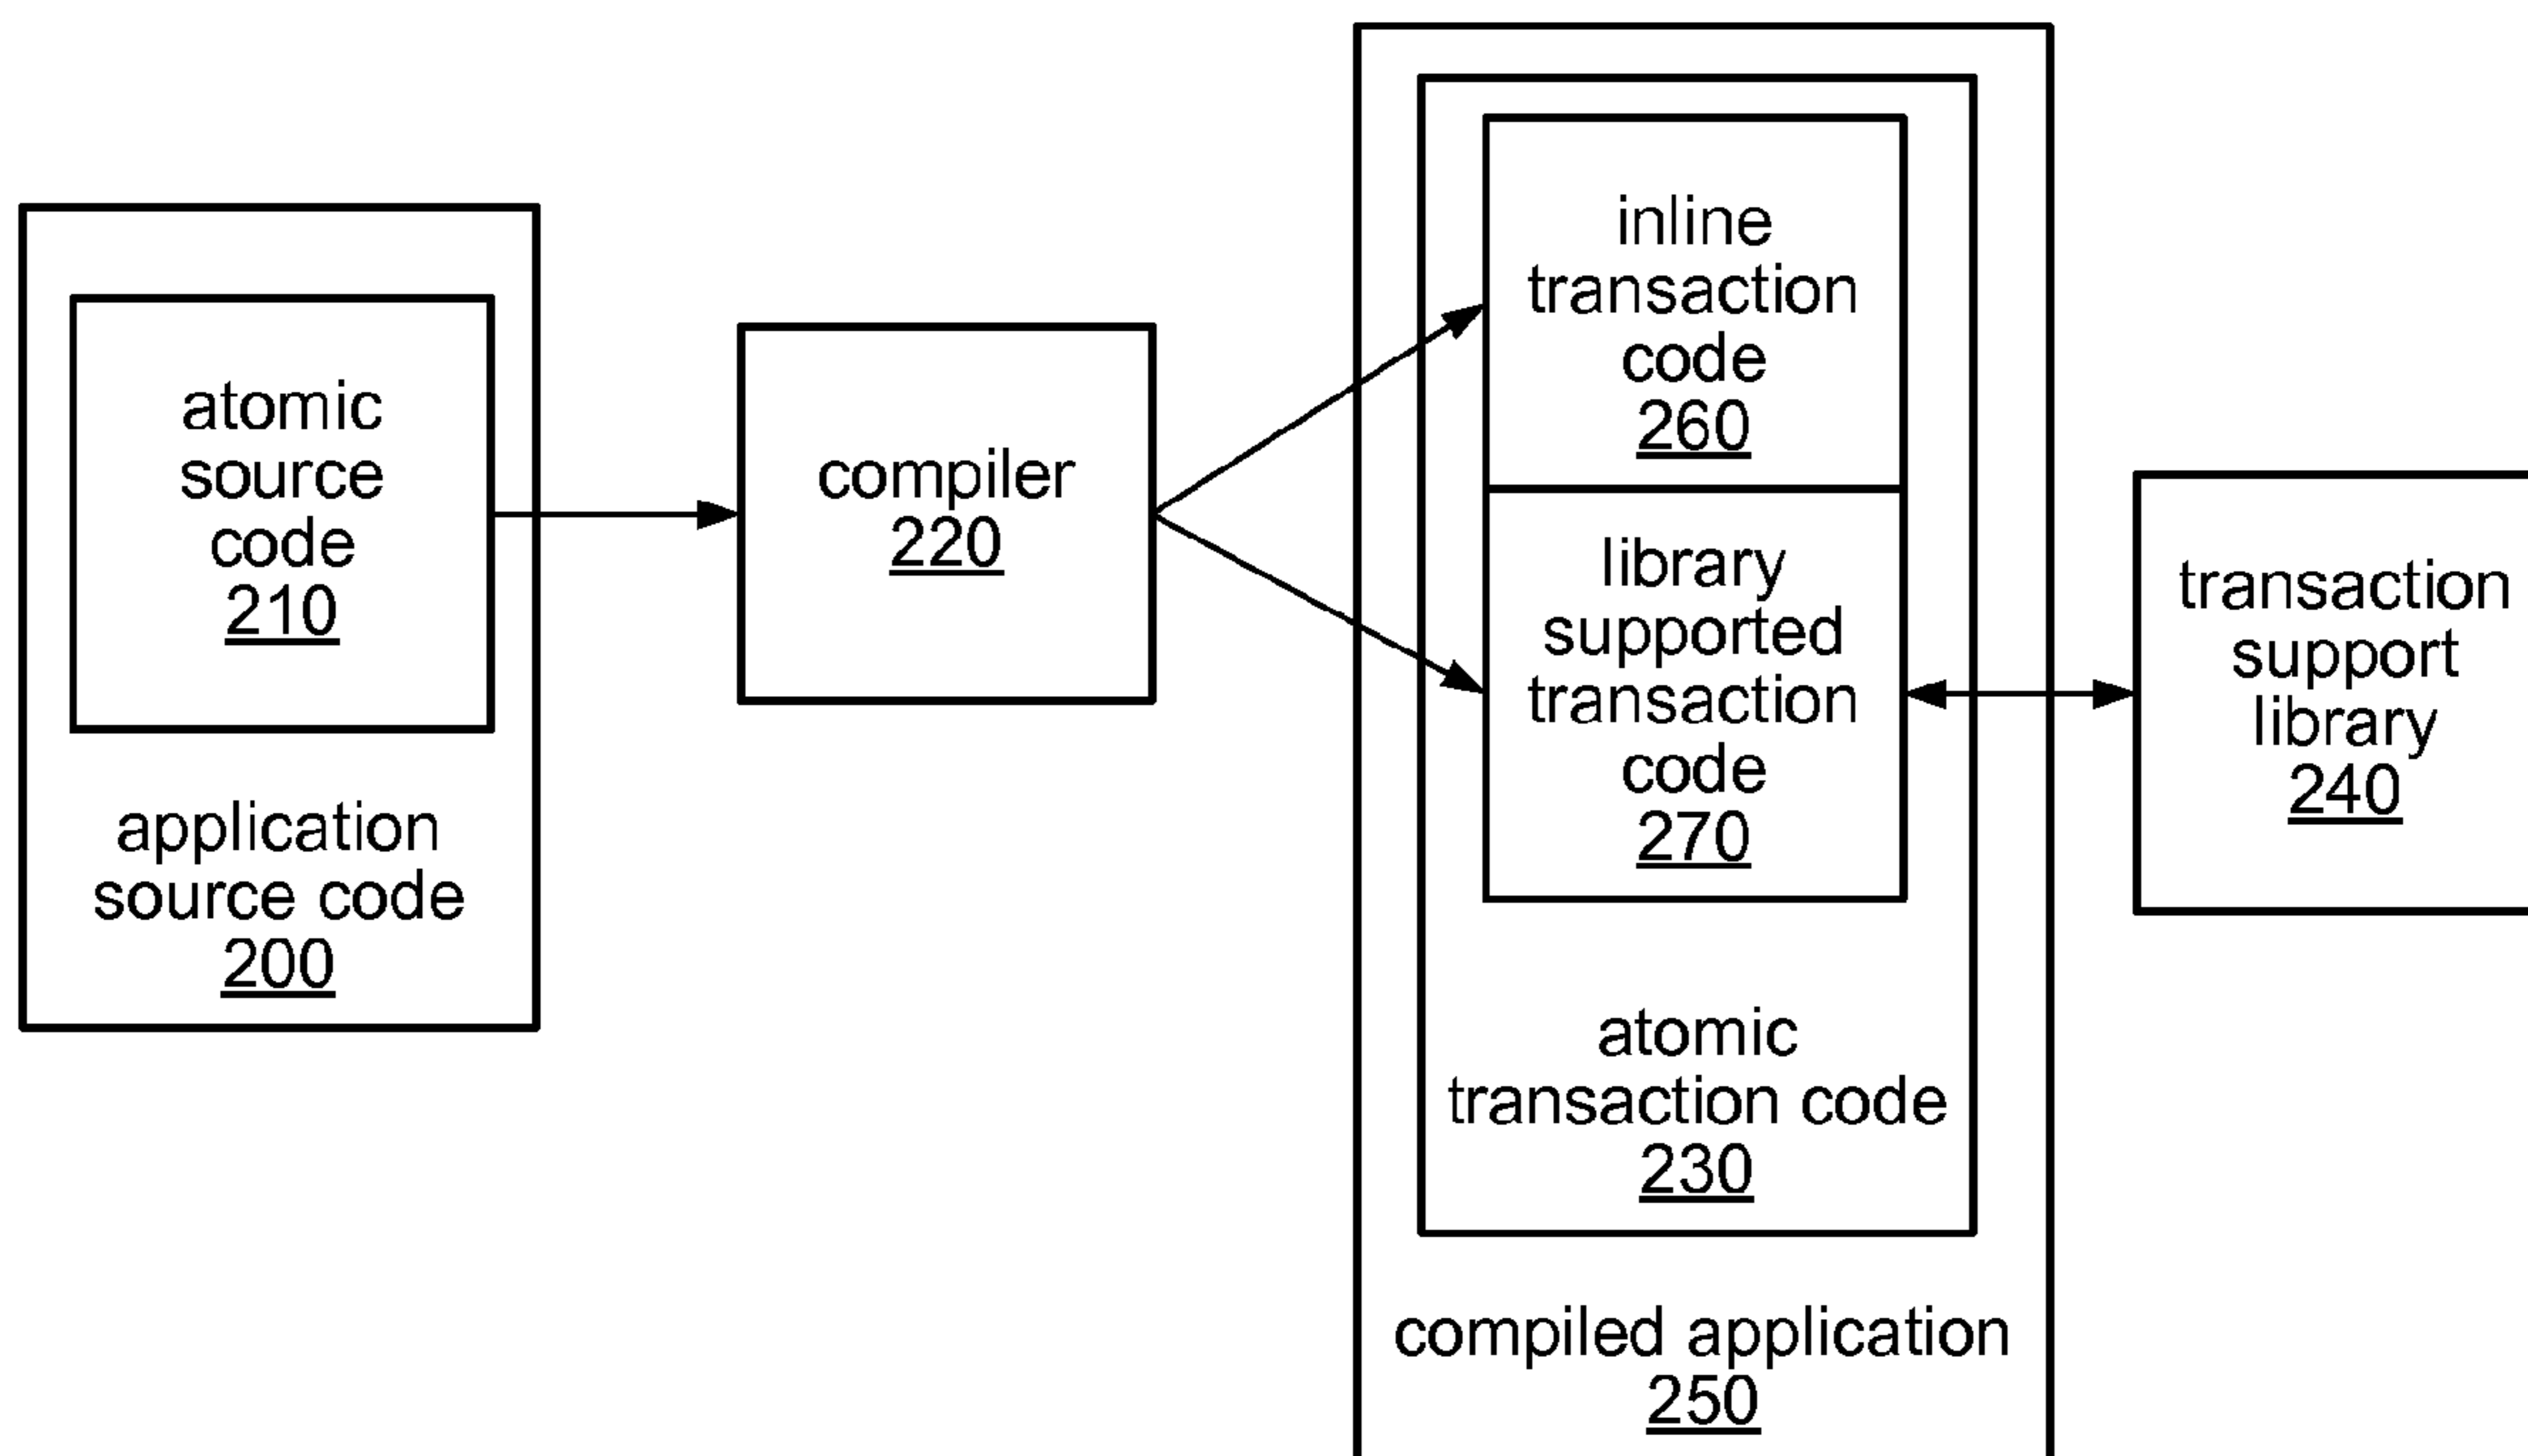 atomic
source
code
210
application
source code
200
compiler
220
inline
transaction
code
260
library
supported
transaction
code
270
atomic
transaction code
230
compiled application
250
transaction
support
library
240